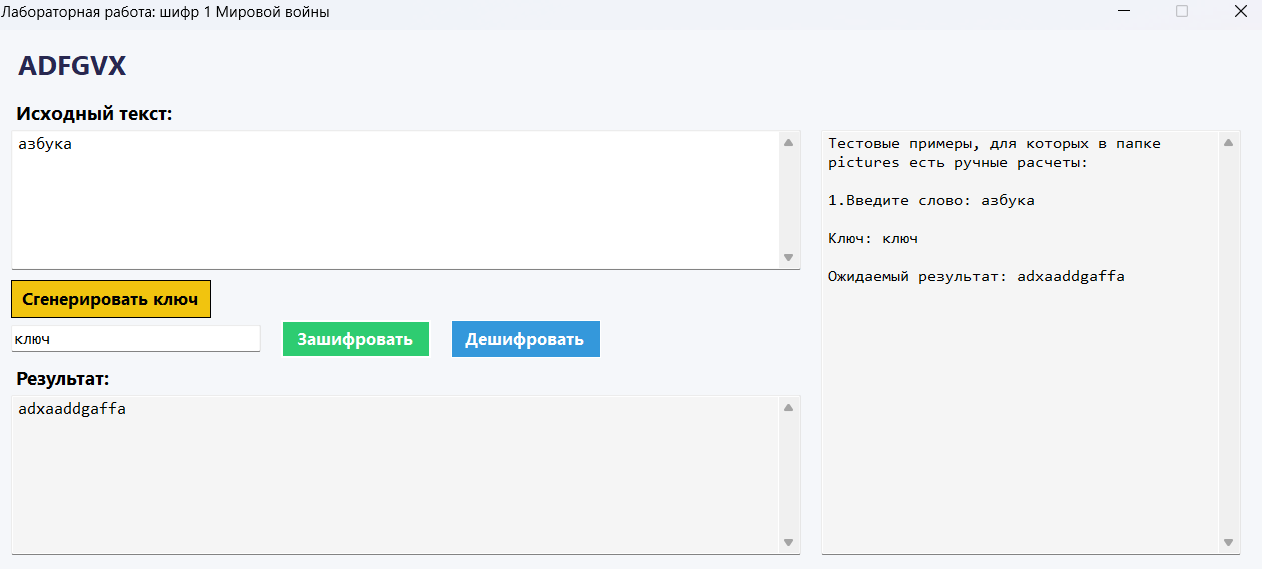 Лабораторная работа: шифр 1 Мировой войны
ADFGVX
Исходный текст:
азбука
Сгенерировать ключ
ключ
Зашифровать
Дешифровать
Результат:
adxaaddgaffa
Тестовые примеры, для которых в папке
pictures есть ручные расчеты:
1.Введите слово: азбука
Ключ: ключ
Ожидаемый результат: adxaaddgaffa